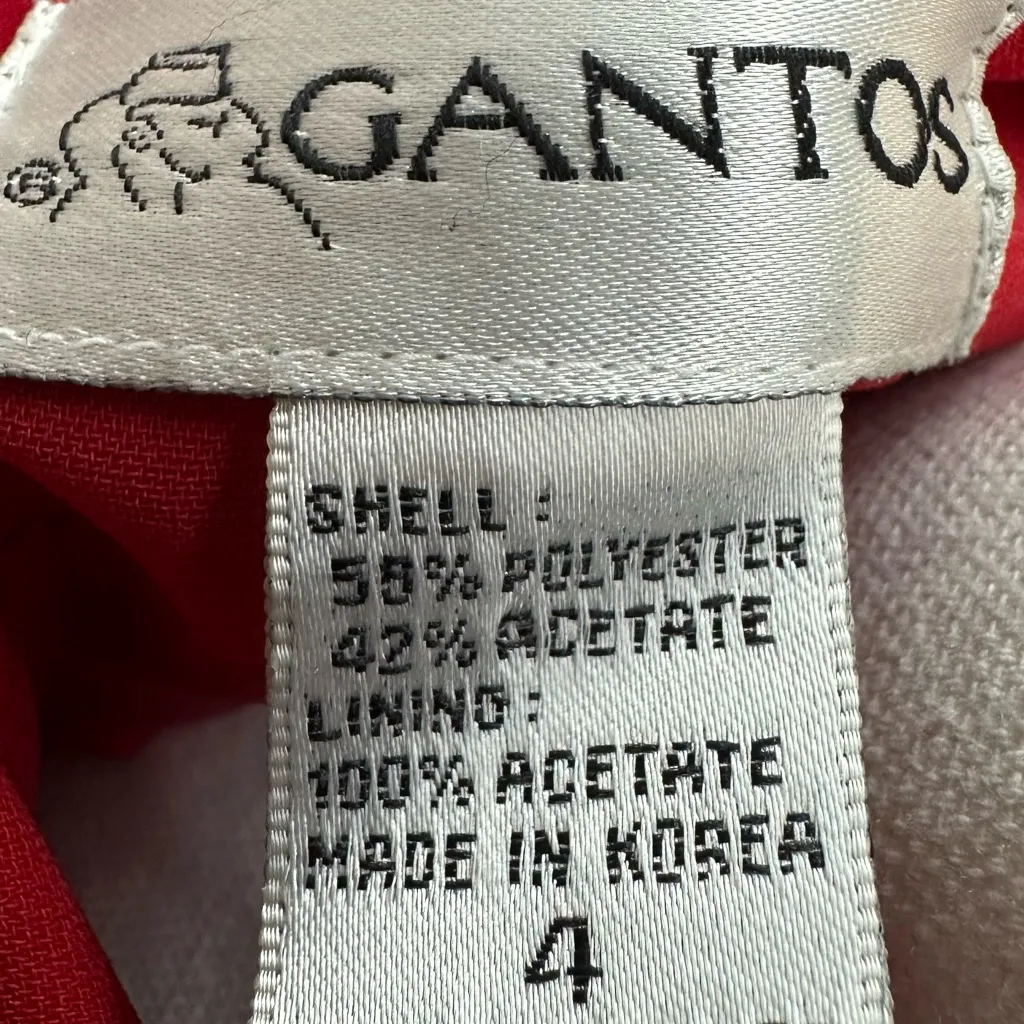 GANTOS
SHELL :
58% POLYESTER
42% ACETATE
LINING:
100% ACETATE
MADE IN KOREA
4